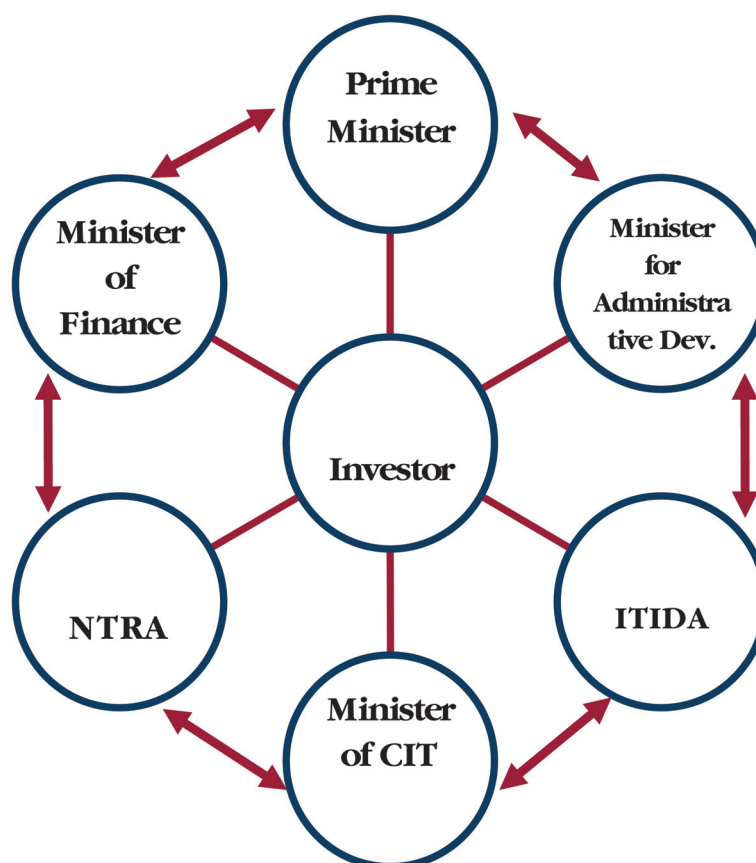 Prime
Minister
Minister
of
Finance
Minister
for
Administra
tive Dev.
Investor
NTRA
ITIDA
Minister
of CIT